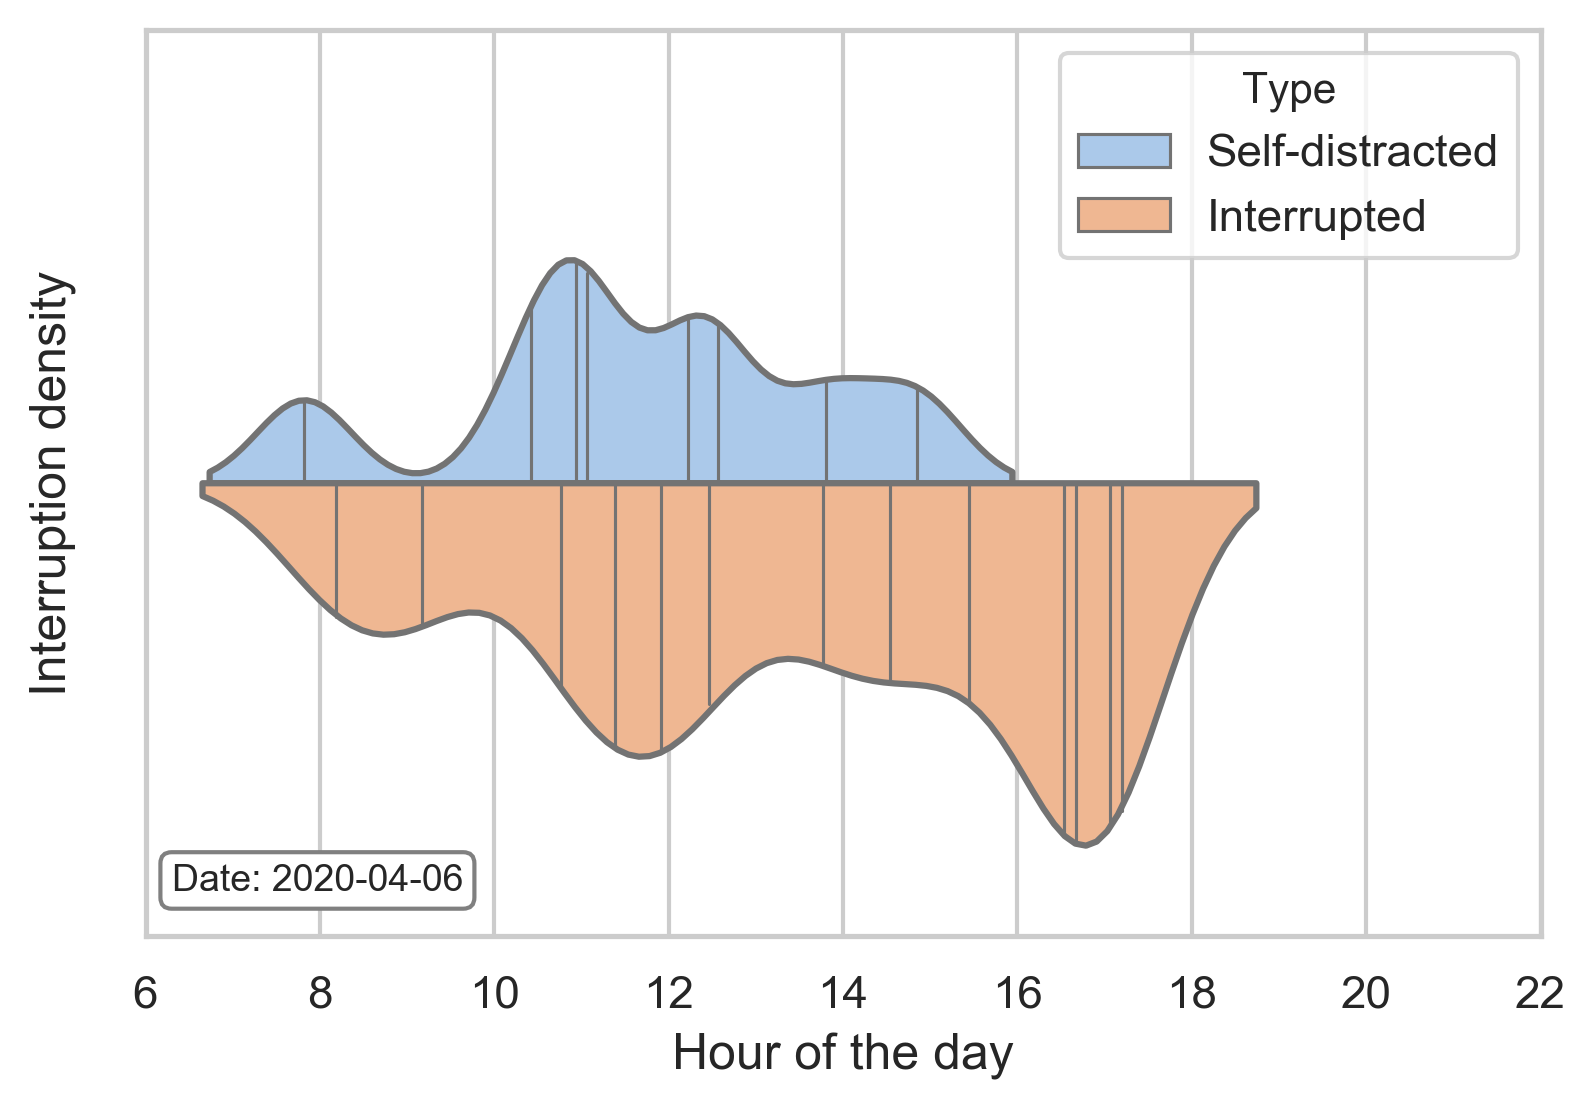 Type
Self-distracted
Interrupted
Interruption density
Date: 2020-04-06
6 8 10 12 14 16 18 20 22
Hour of the day